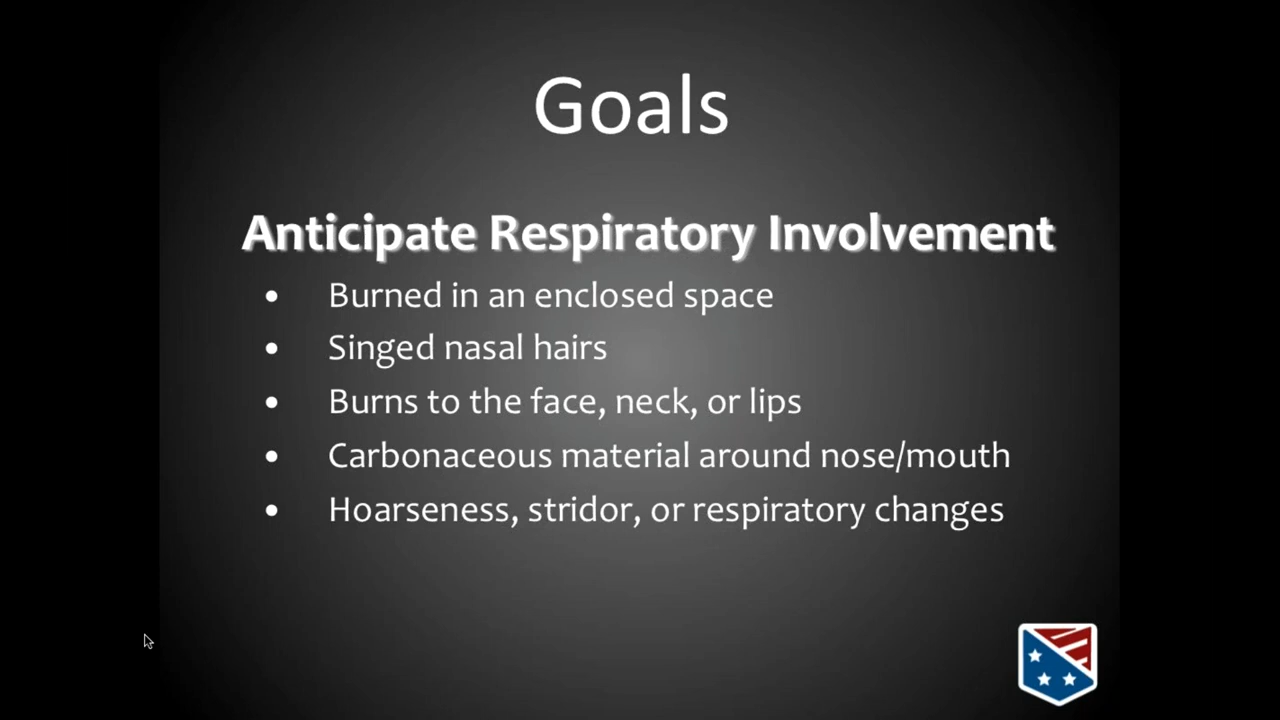 Goals
Anticipate Respiratory Involvement
• Burned in an enclosed space
• Singed nasal hairs
• Burns to the face, neck, or lips
• Carbonaceous material around nose/mouth
• Hoarseness, stridor, or respiratory changes